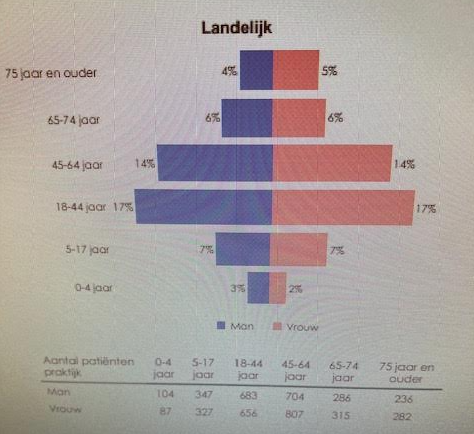 Landelijk
75 jaar en ouder 4% 5%
65-74 jaar 6% 6%
45-64 jaar 14% 14%
18-44 jaar 17% 17%
5-17 jaar 7% 7%
0-4 jaar 3% 2%
Man Vrouw
Aantal patiënten 0-4 5-17 18-44 45-64 65-74 75 jaar en
praktijk jaar jaar jaar jaar jaar ouder
Man 104 347 683 704 286 236
Vrouw 87 327 656 807 315 282